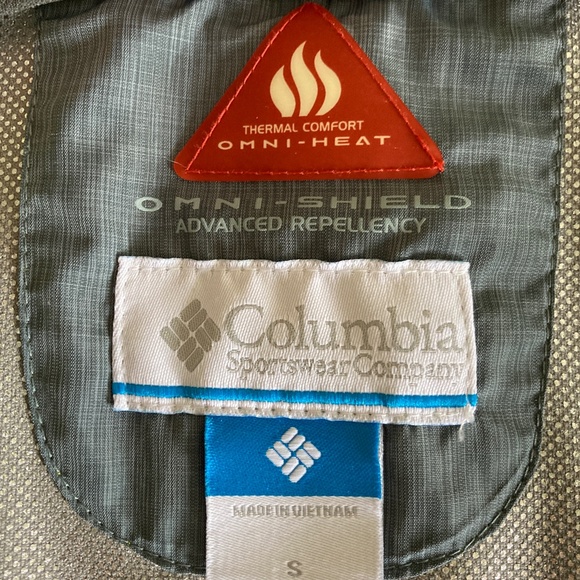 THERMAL COMFORT
OMNI-HEAT
OMNI-SHIELD
ADVANCED REPELLENCY
Columbia
Sportswear Company
MADE IN VIETNAM
S